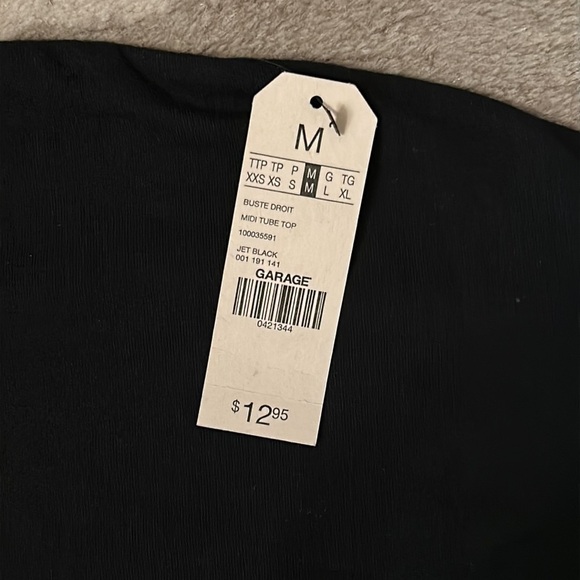 M
TTP TP P M G TG
XXS XS S M L XL
BUSTE DROIT
MIDI TUBE TOP
100035591
JET BLACK
001 191 141
GARAGE
0421344
$12.95